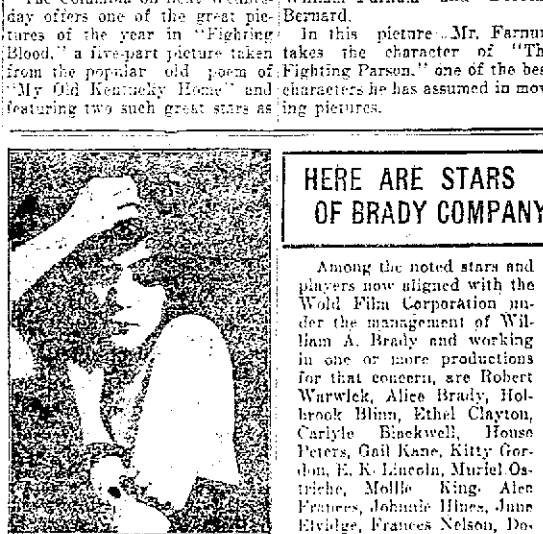 day offers one of the great pic-
tures of the year in "Fighting
Blood," a five-part picture taken
from the popular old poem of
"My Old Kentucky Home" and
featuring two such great stars as
Bernard.
In this picture Mr. Farnum
takes the character of "Th
Fighting Parson," one of the bes
characters he has assumed in mov
ing pictures.
HERE ARE STARS
OF BRADY COMPANY
Among the noted stars and
players now aligned with the
Wold Film Corporation un-
der the management of Wil-
liam A. Brady and working
in one or more productions
for that concern, are Robert
Warwick, Alice Brady, Hol-
brook Blinn, Ethel Clayton,
Carlyle Blackwell, House
Peters, Gail Kane, Kitty Gor-
don, E. K. Lincoln, Muriel Os-
triche, Mollie King, Alec
Frances, Johnnie Hines, June
Elvidge, Frances Nelson, Do-